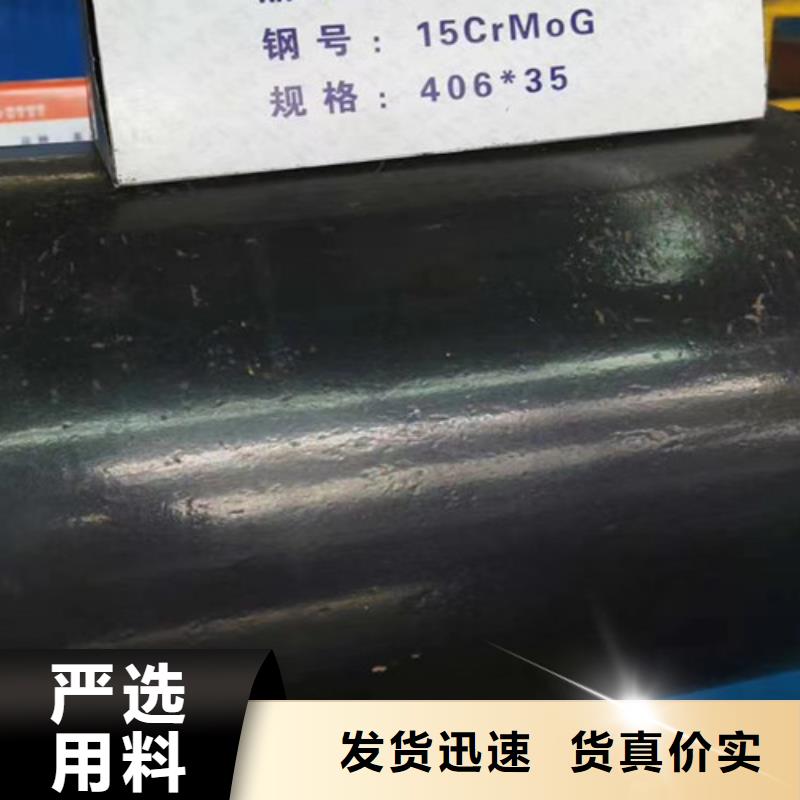 钢号: 15CrMoG
规格: 406*35
严选
用料
发货迅速 货真价实